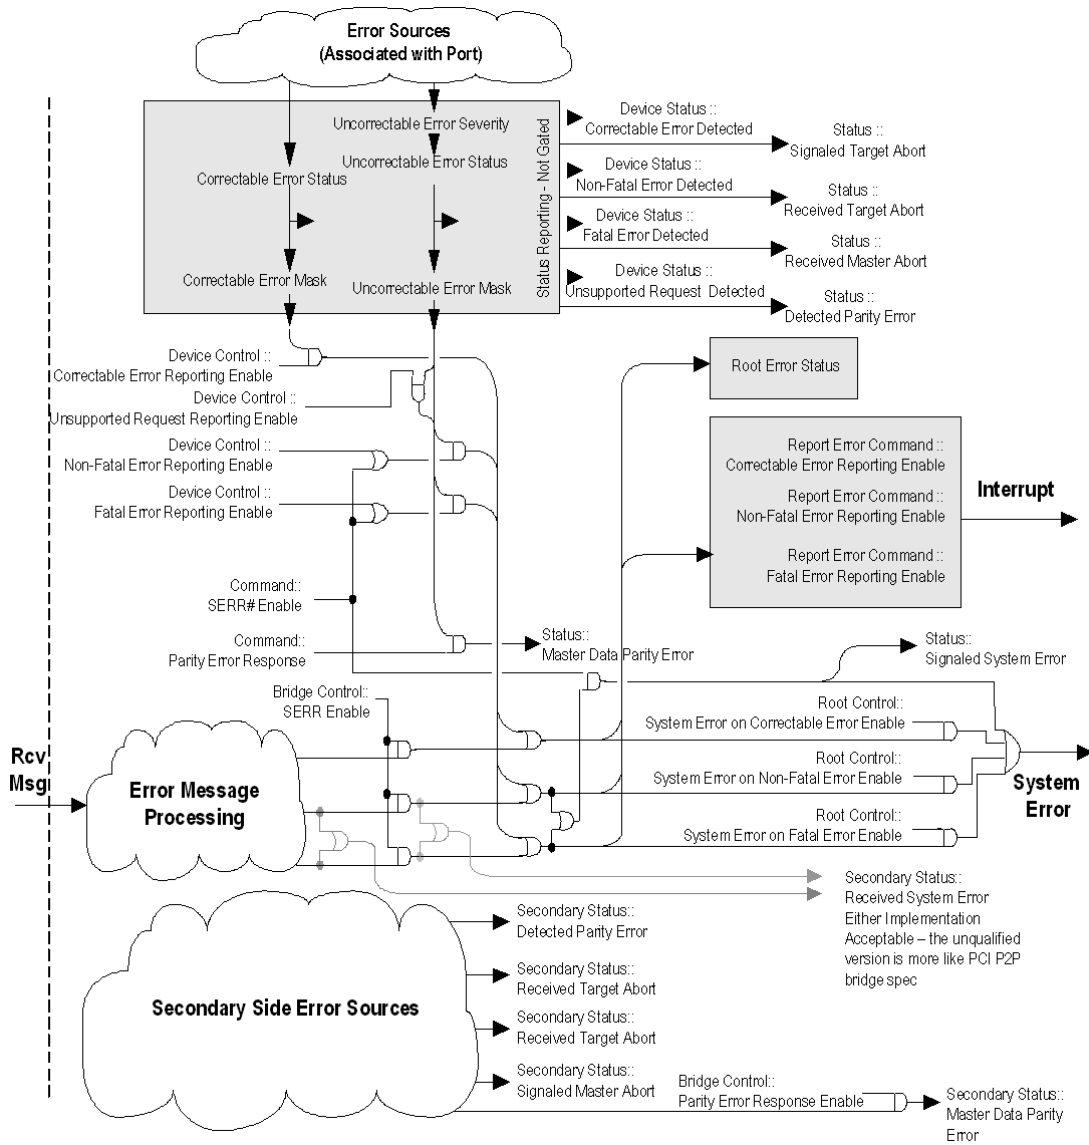 Error Sources
(Associated with Port)
Uncorrectable Error Severity
Uncorrectable Error Status
Correctable Error Status
Correctable Error Mask
Uncorrectable Error Mask
Status Reporting - Not Gated
Device Status ::
Correctable Error Detected
Status ::
Signaled Target Abort
Device Status ::
Non-Fatal Error Detected
Status ::
Received Target Abort
Device Status ::
Fatal Error Detected
Status ::
Received Master Abort
Device Status ::
Unsupported Request Detected
Status ::
Detected Parity Error
Device Control ::
Correctable Error Reporting Enable
Device Control ::
Unsupported Request Reporting Enable
Device Control ::
Non-Fatal Error Reporting Enable
Device Control ::
Fatal Error Reporting Enable
Root Error Status
Report Error Command ::
Correctable Error Reporting Enable
Report Error Command ::
Non-Fatal Error Reporting Enable
Report Error Command ::
Fatal Error Reporting Enable
Interrupt
Command::
SERR# Enable
Command::
Parity Error Response
Status::
Master Data Parity Error
Status::
Signaled System Error
Bridge Control::
SERR Enable
Root Control::
System Error on Correctable Error Enable
Root Control::
System Error on Non-Fatal Error Enable
Root Control::
System Error on Fatal Error Enable
System
Error
Rcv
Msg
Error Message
Processing
Secondary Status::
Received System Error
Either Implementation
Acceptable – the unqualified
version is more like PCI P2P
bridge spec
Secondary Side Error Sources
Secondary Status::
Detected Parity Error
Secondary Status::
Received Target Abort
Secondary Status::
Received Target Abort
Secondary Status::
Signaled Master Abort
Bridge Control::
Parity Error Response Enable
Secondary Status::
Master Data Parity
Error